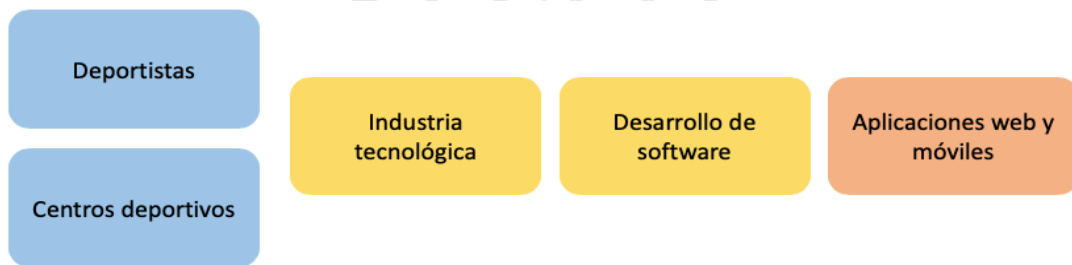 Deportistas
Centros deportivos
Industria
tecnológica
Desarrollo de
software
Aplicaciones web y
móviles